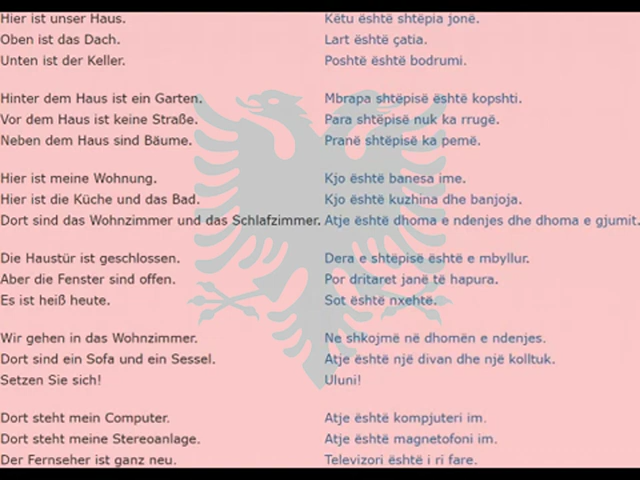 Hier ist unser Haus. Këtu është shtëpia jonë.
Oben ist das Dach. Lart është çatia.
Unten ist der Keller. Poshtë është bodrumi.
Hinter dem Haus ist ein Garten. Mbrapa shtëpisë është kopshti.
Vor dem Haus ist keine Straße. Para shtëpisë nuk ka rrugë.
Neben dem Haus sind Bäume. Pranë shtëpisë ka pemë.
Hier ist meine Wohnung. Kjo është banesa ime.
Hier ist die Küche und das Bad. Kjo është kuzhina dhe banjoja.
Dort sind das Wohnzimmer und das Schlafzimmer. Atje është dhoma e ndenjes dhe dhoma e gjumit.
Die Haustür ist geschlossen. Dera e shtëpise është e mbyllur.
Aber die Fenster sind offen. Por dritaret janë të hapura.
Es ist heiß heute. Sot është nxehtë.
Wir gehen in das Wohnzimmer. Ne shkojmë në dhomën e ndenjes.
Dort sind ein Sofa und ein Sessel. Atje është një divan dhe një kolltuk.
Setzen Sie sich! Uluni!
Dort steht mein Computer. Atje është kompjuteri im.
Dort steht meine Stereoanlage. Atje është magnetofoni im.
Der Fernseher ist ganz neu. Televizori është i ri fare.